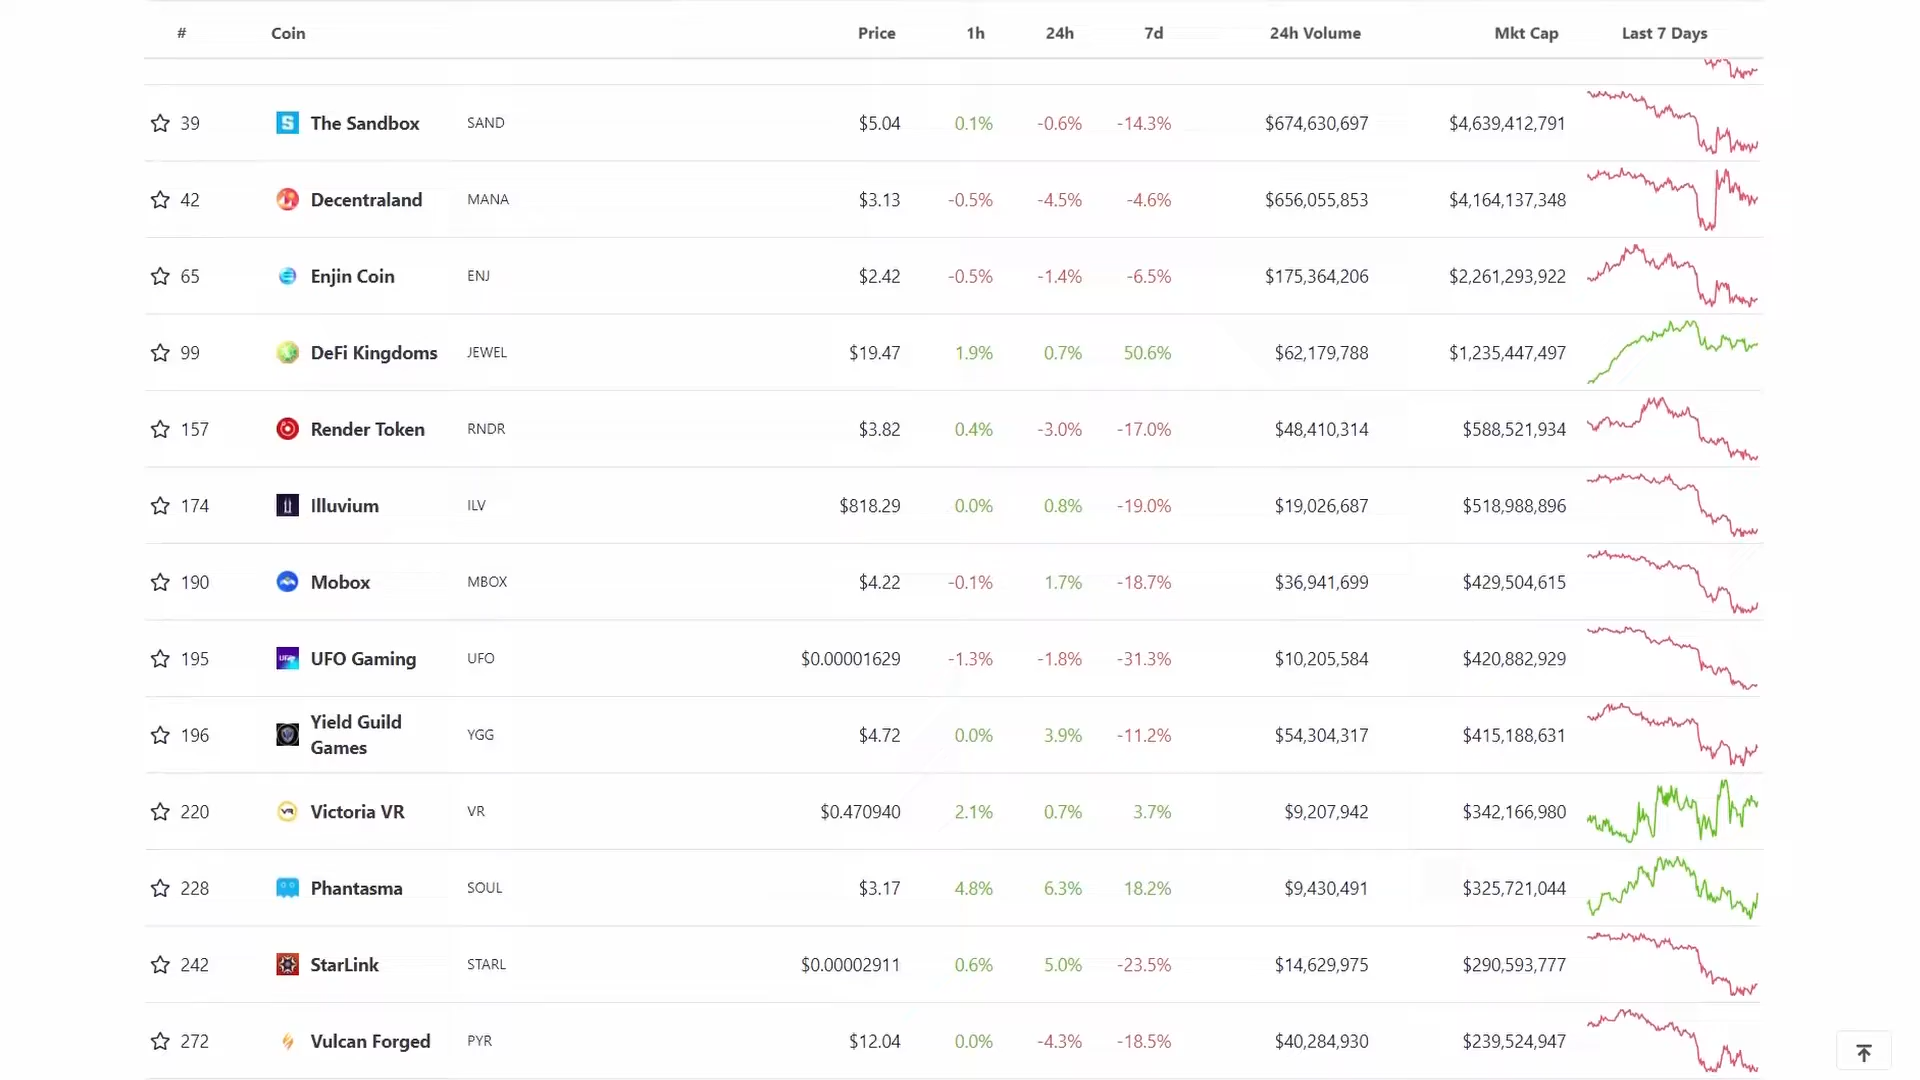 # Coin Price 1h 24h 7d 24h Volume Mkt Cap Last 7 Days
39 The Sandbox SAND $5.04 0.1% -0.6% -14.3% $674,630,697 $4,639,412,791
42 Decentraland MANA $3.13 -0.5% -4.5% -4.6% $656,055,853 $4,164,137,348
65 Enjin Coin ENJ $2.42 -0.5% -1.4% -6.5% $175,364,206 $2,261,293,922
99 DeFi Kingdoms JEWEL $19.47 1.9% 0.7% 50.6% $62,179,788 $1,235,447,497
157 Render Token RNDR $3.82 0.4% -3.0% -17.0% $48,410,314 $588,521,934
174 Illuvium ILV $818.29 0.0% 0.8% -19.0% $19,026,687 $518,988,896
190 Mobox MBOX $4.22 -0.1% 1.7% -18.7% $36,941,699 $429,504,615
195 UFO Gaming UFO $0.00001629 -1.3% -1.8% -31.3% $10,205,584 $420,882,929
196 Yield Guild Games YGG $4.72 0.0% 3.9% -11.2% $54,304,317 $415,188,631
220 Victoria VR VR $0.470940 2.1% 0.7% 3.7% $9,207,942 $342,166,980
228 Phantasma SOUL $3.17 4.8% 6.3% 18.2% $9,430,491 $325,721,044
242 StarLink STARL $0.00002911 0.6% 5.0% -23.5% $14,629,975 $290,593,777
272 Vulcan Forged PYR $12.04 0.0% -4.3% -18.5% $40,284,930 $239,524,947